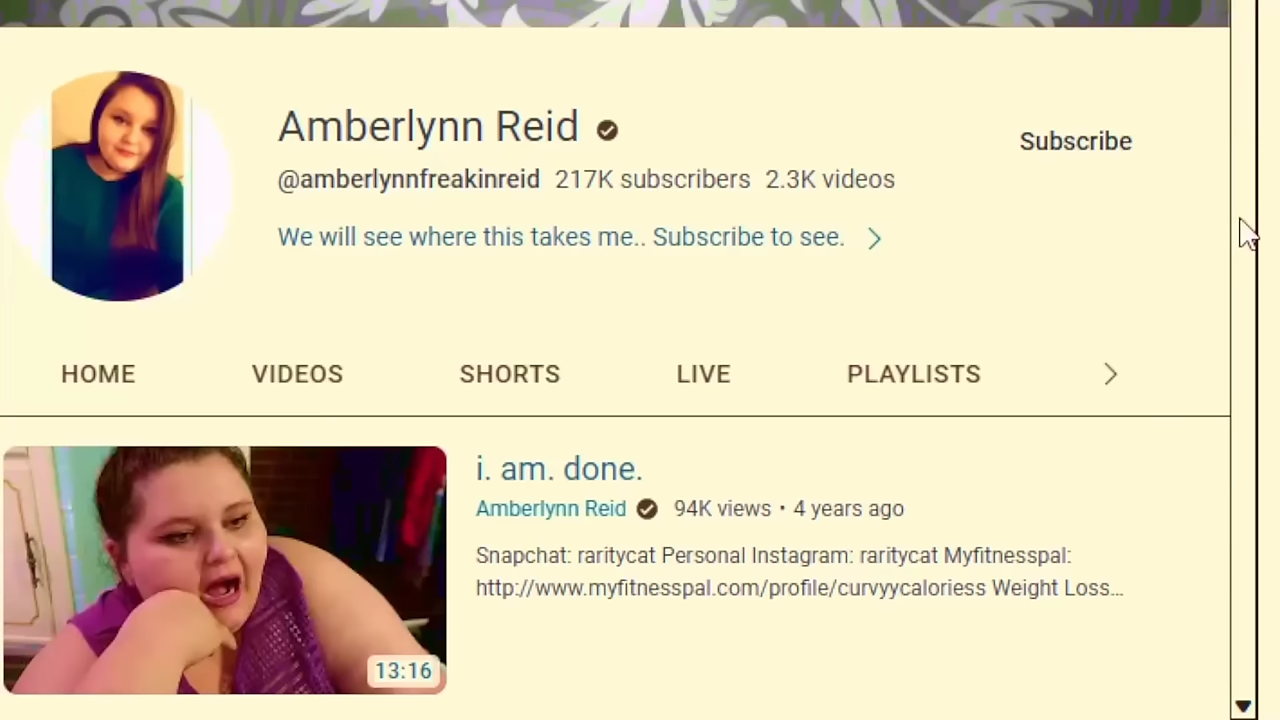 Amberlynn Reid
Subscribe
@amberlynnfreakinreid 217K subscribers 2.3K videos
We will see where this takes me.. Subscribe to see.
HOME VIDEOS SHORTS LIVE PLAYLISTS
i. am. done.
Amberlynn Reid 94K views • 4 years ago
Snapchat: raritycat Personal Instagram: raritycat Myfitnesspal:
http://www.myfitnesspal.com/profile/curvyycaloriess Weight Loss...
13:16